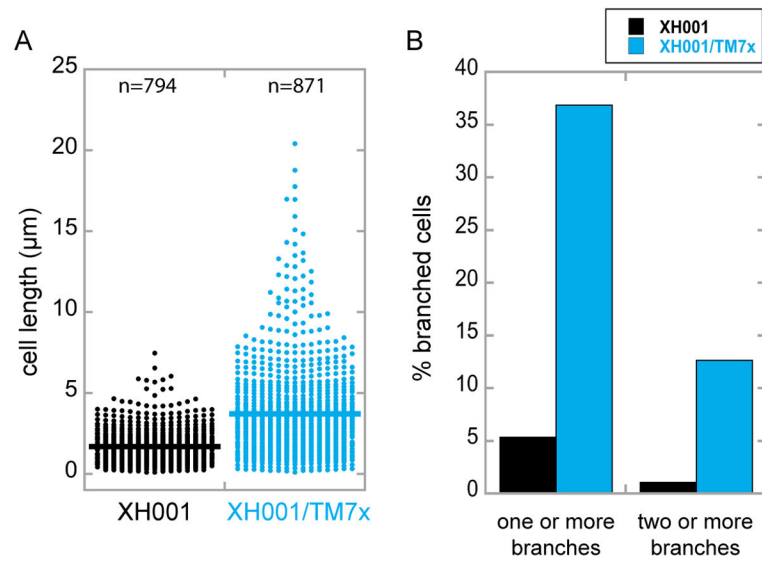 A
n=794
n=871
25
20
15
10
5
0
cell length (µm)
XH001
XH001/TM7x
B
XH001
XH001/TM7x
40
35
30
25
20
15
10
5
0
% branched cells
one or more
branches
two or more
branches